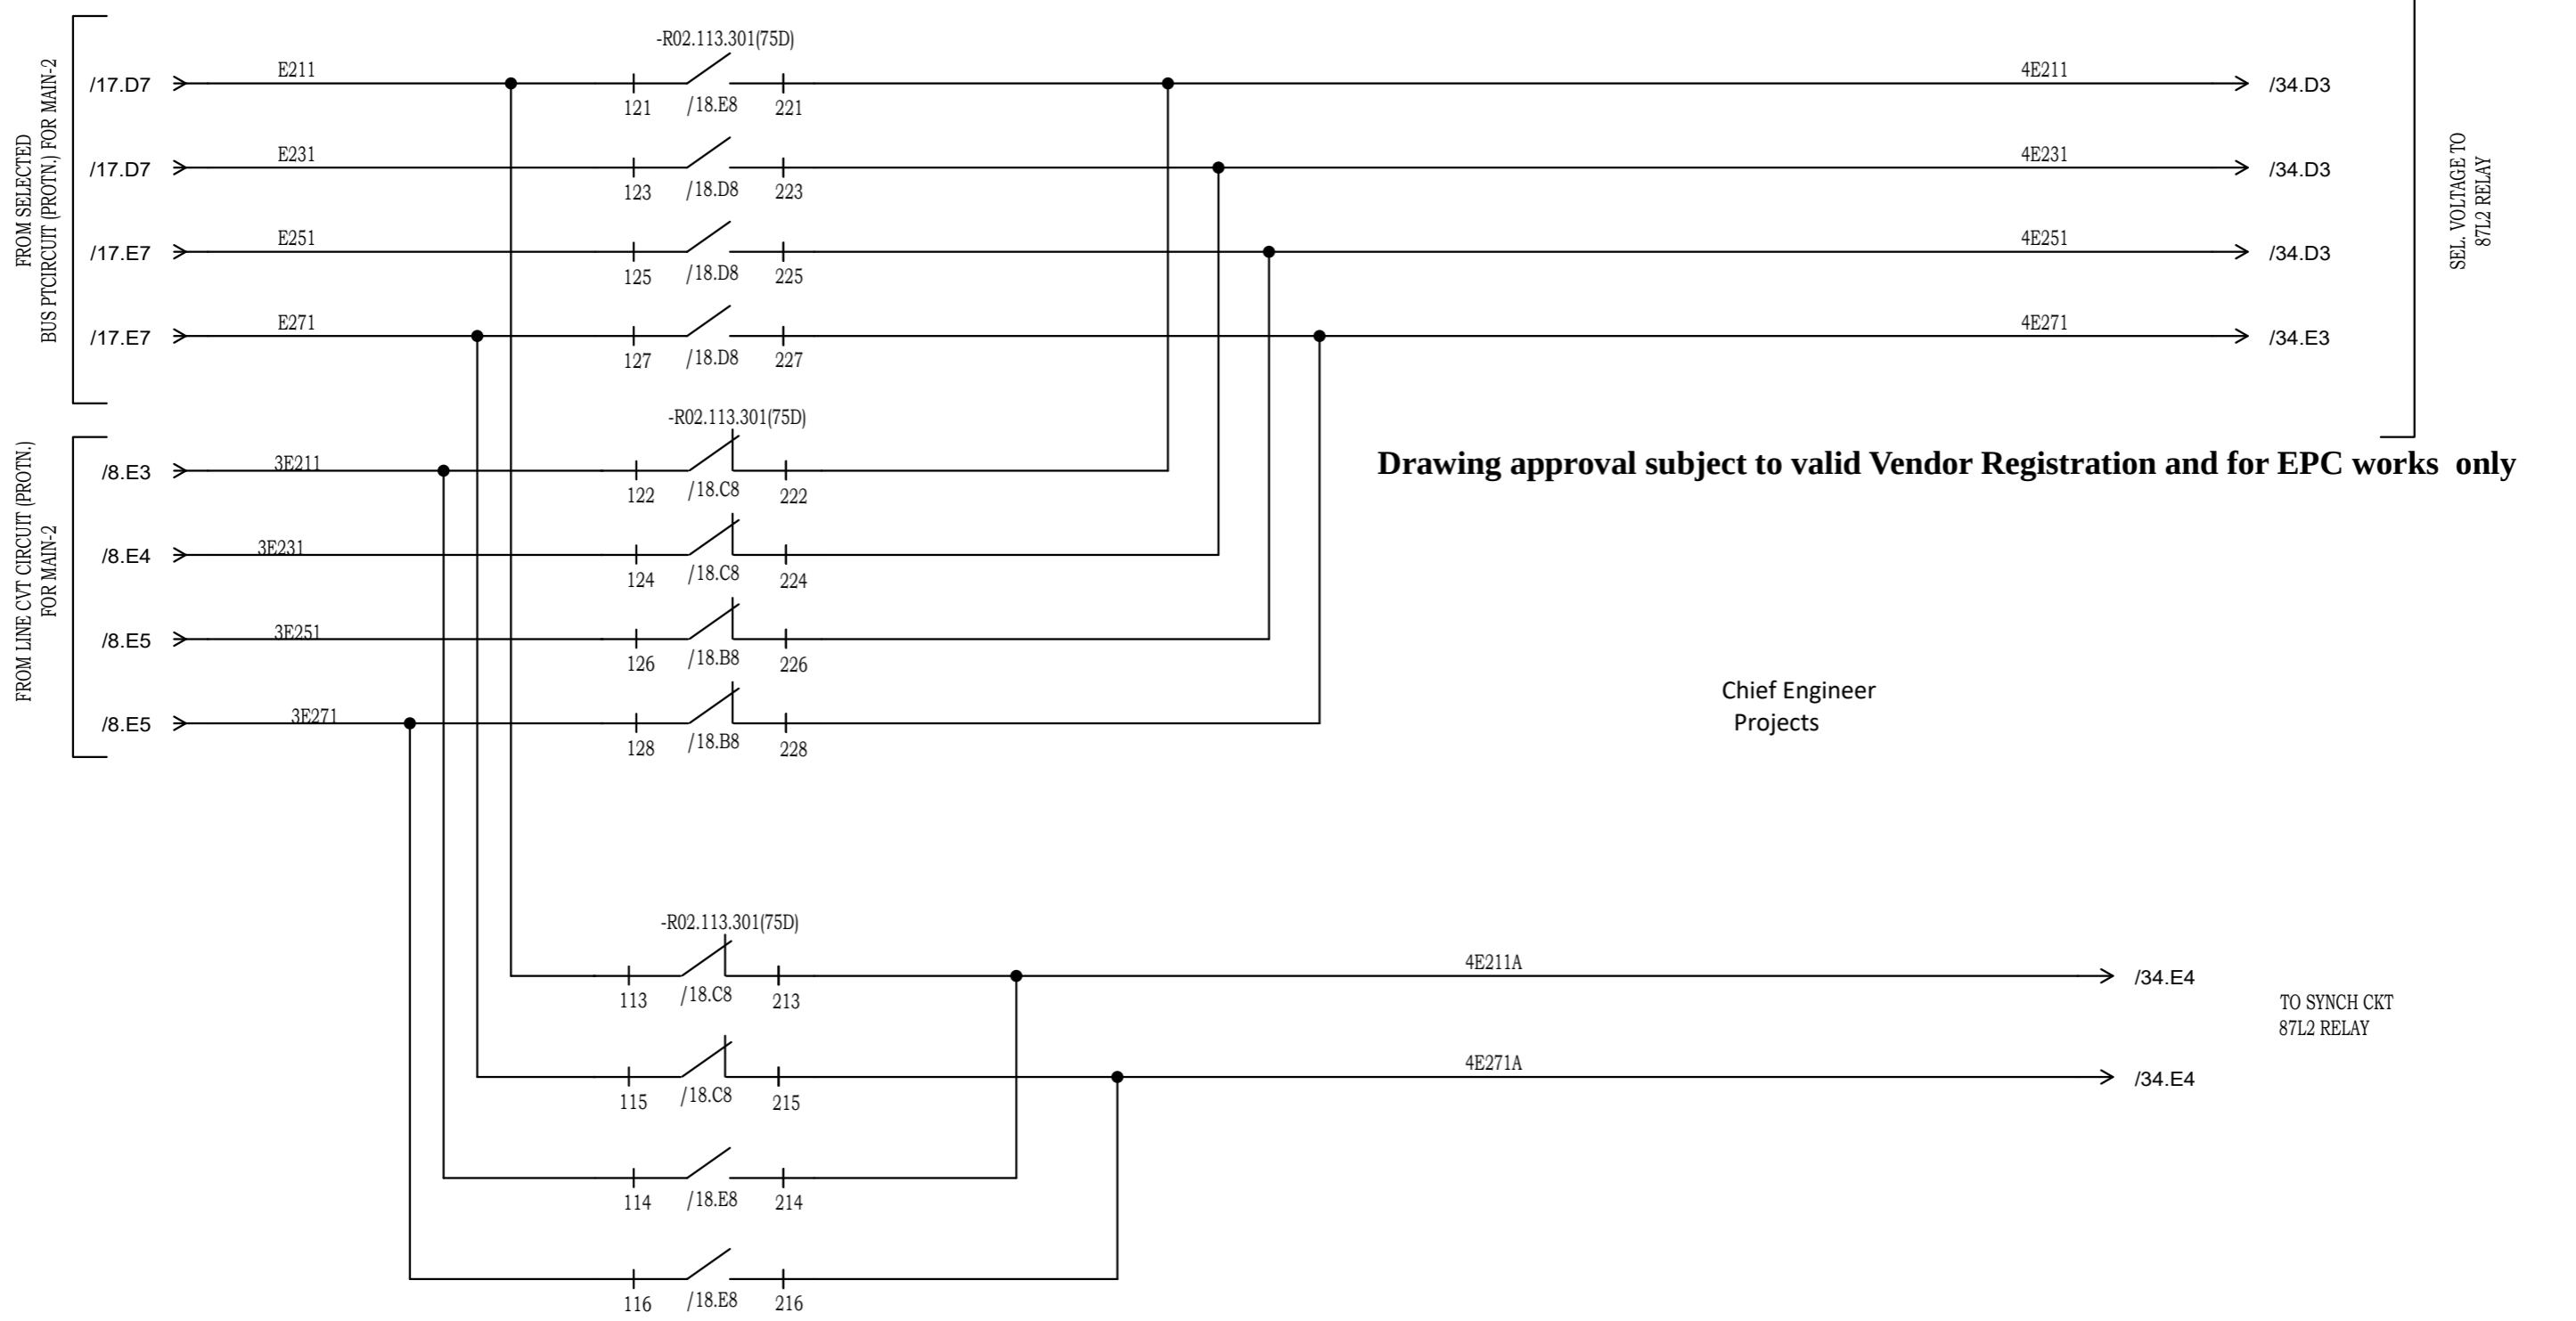 FROM SELECTED
BUS PTCIRCUIT (PROTN.) FOR MAIN-2
-R02.113.301(75D)
/17.D7 E211 121 /18.E8 221 4E211 /34.D3
/17.D7 E231 123 /18.D8 223 4E231 /34.D3
/17.E7 E251 125 /18.D8 225 4E251 /34.D3
/17.E7 E271 127 /18.D8 227 4E271 /34.E3
SEL. VOLTAGE TO
87L2 RELAY
FROM LINE CVT CIRCUIT (PROTN.)
FOR MAIN-2
-R02.113.301(75D)
/8.E3 3E211 122 /18.C8 222
Drawing approval subject to valid Vendor Registration and for EPC works  only
/8.E4 3E231 124 /18.C8 224
/8.E5 3E251 126 /18.B8 226
/8.E5 3E271 128 /18.B8 228
Chief Engineer
Projects
-R02.113.301(75D)
113 /18.C8 213 4E211A /34.E4
TO SYNCH CKT
87L2 RELAY
115 /18.C8 215 4E271A /34.E4
114 /18.E8 214
116 /18.E8 216